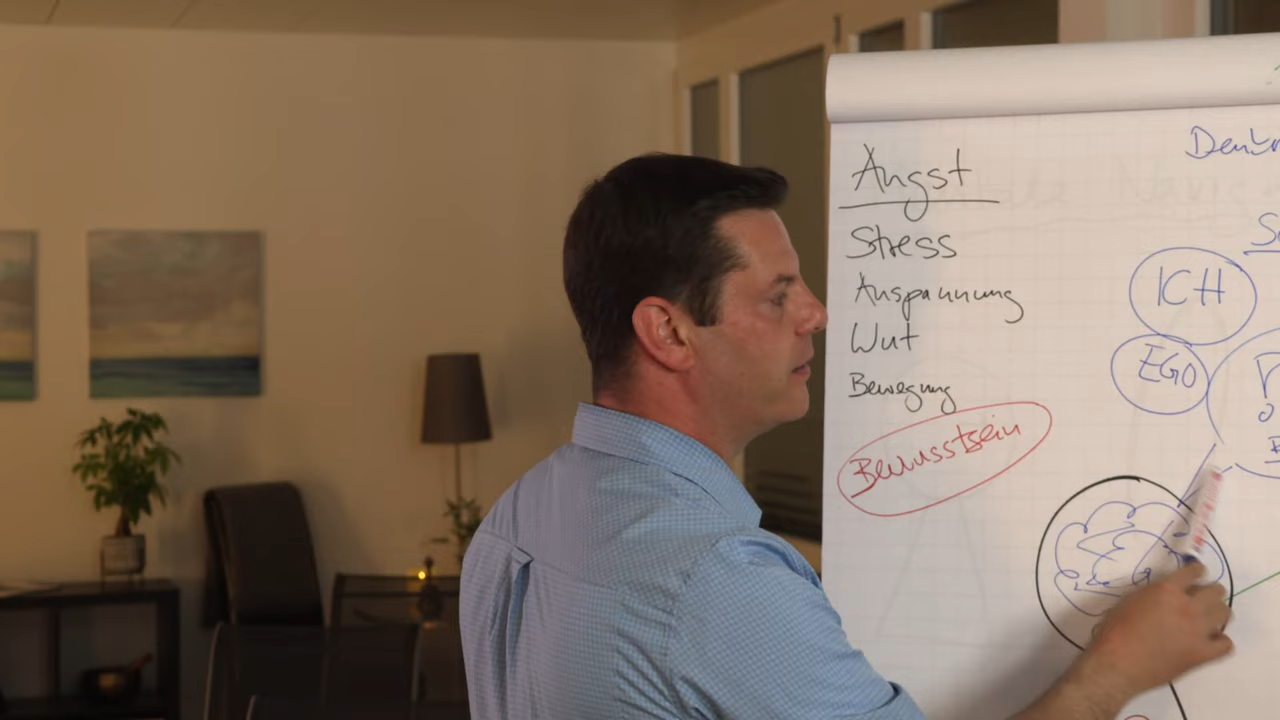 Angst
Stress
Anspannung
Wut
Bewegung
Bewusstsein
ICH
EGO